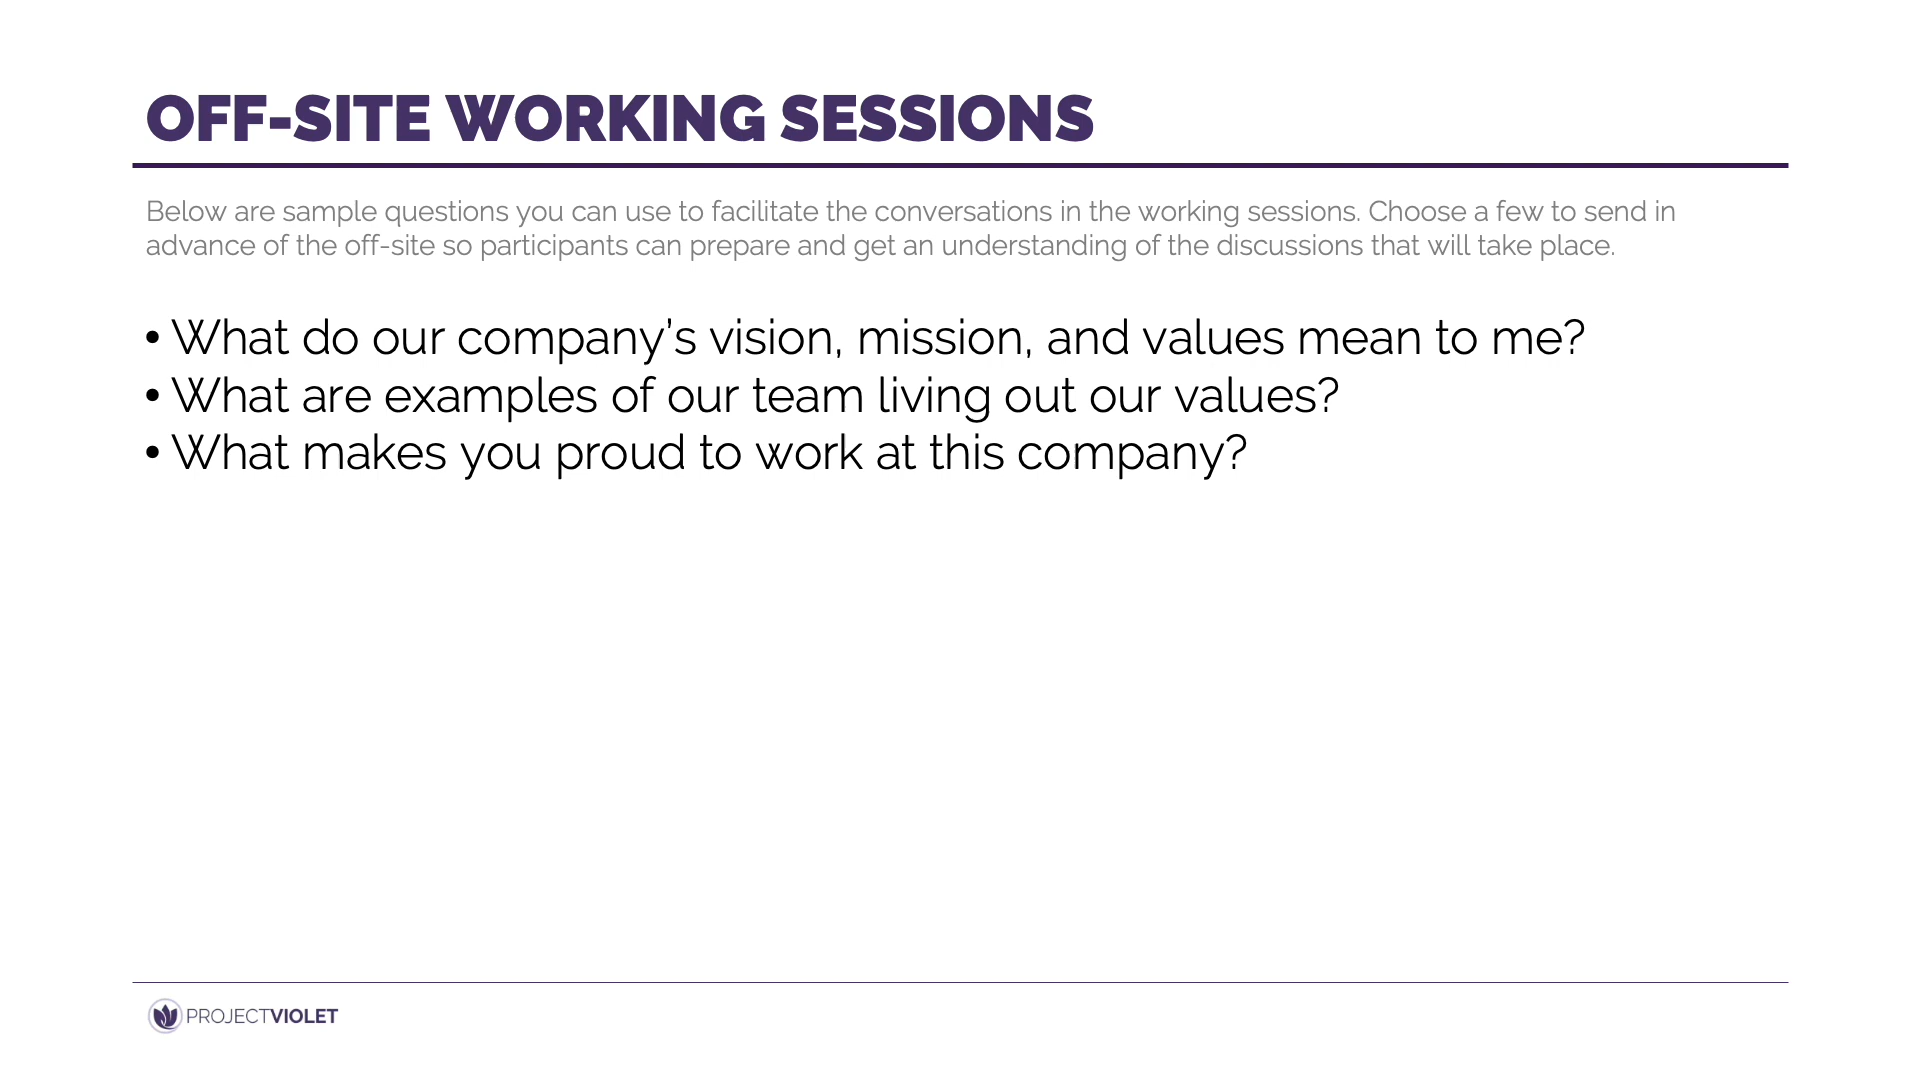 OFF-SITE WORKING SESSIONS
Below are sample questions you can use to facilitate the conversations in the working sessions. Choose a few to send in
advance of the off-site so participants can prepare and get an understanding of the discussions that will take place.
• What do our company’s vision, mission, and values mean to me?
• What are examples of our team living out our values?
• What makes you proud to work at this company?
PROJECTVIOLET